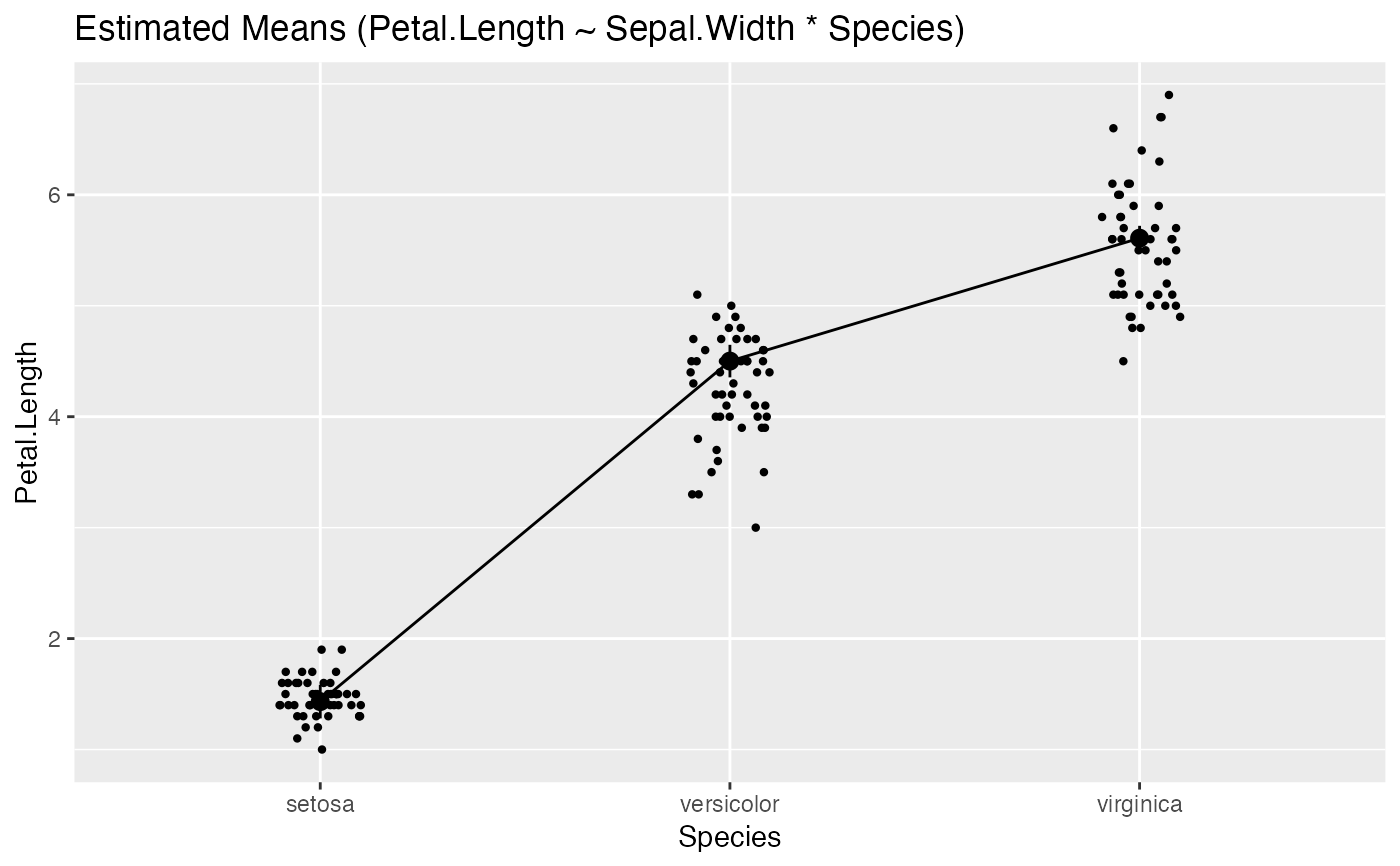 Estimated Means (Petal.Length ~ Sepal.Width * Species)
Petal.Length
6
4
2
setosa versicolor virginica
Species